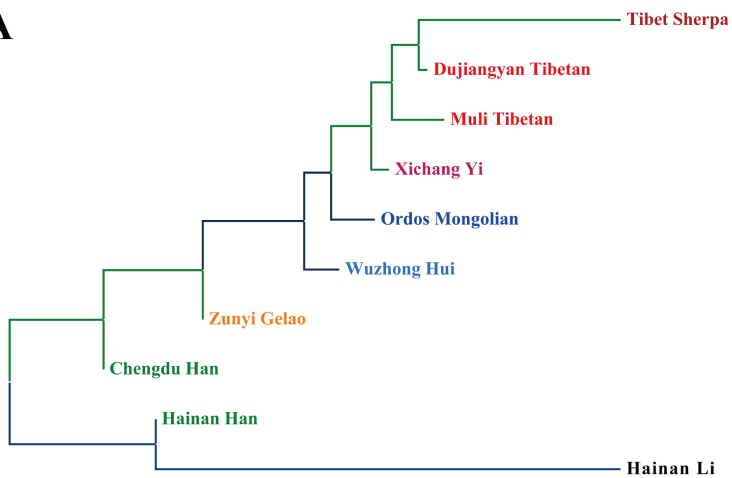 A
Tibet Sherpa
Dujiangyan Tibetan
Muli Tibetan
Xichang Yi
Ordos Mongolian
Wuzhong Hui
Zunyi Gelao
Chengdu Han
Hainan Han
Hainan Li